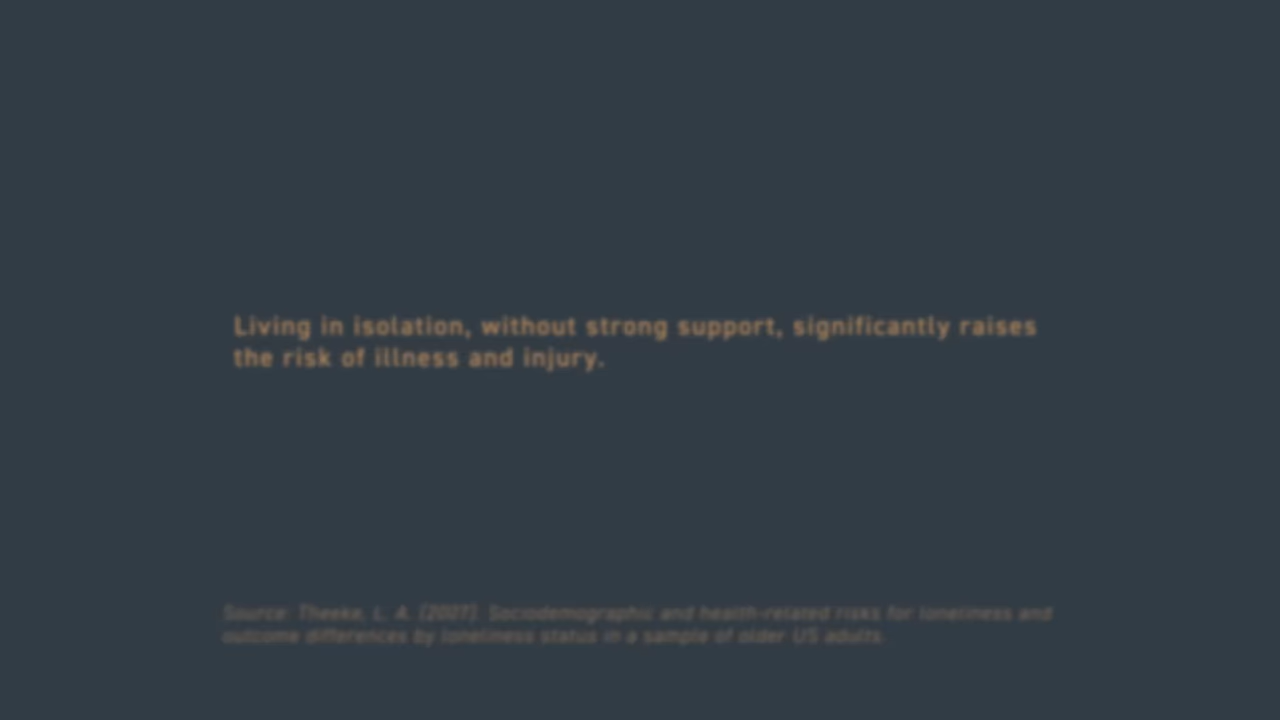 Living in isolation, without strong support, significantly raises
the risk of illness and injury.
Source: Theeke, L. A. (2007). Sociodemographic and health-related risks for loneliness and
outcome differences by loneliness status in a sample of older US adults.